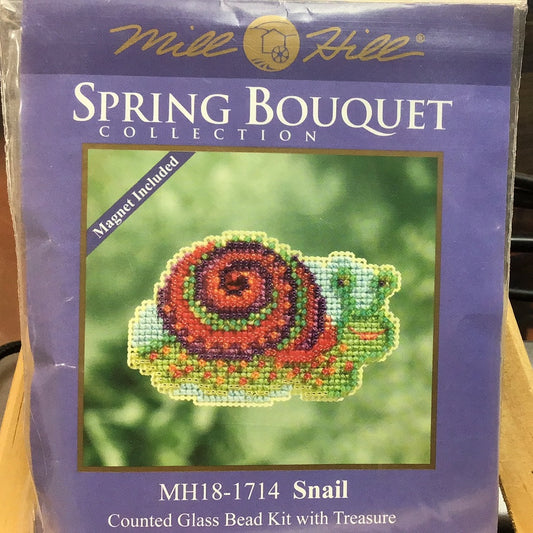 Mill Hill®
SPRING BOUQUET
COLLECTION
Magnet Included
MH18-1714 Snail
Counted Glass Bead Kit with Treasure